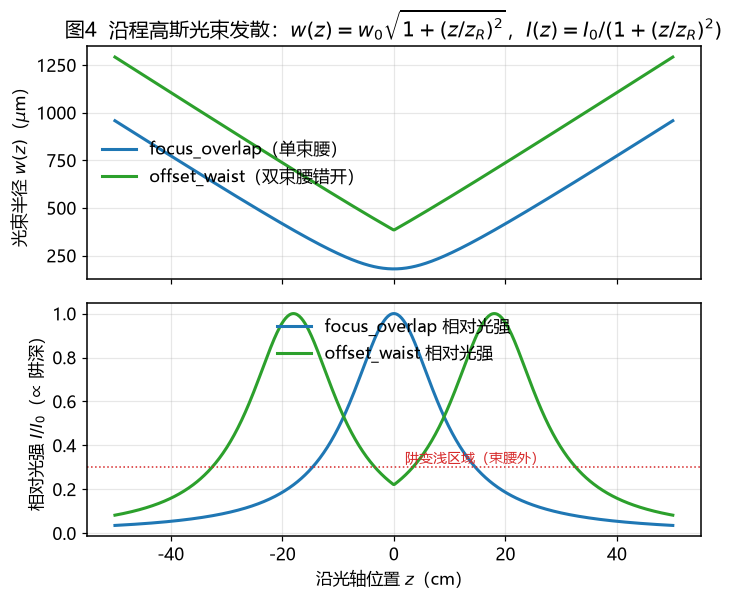 图4 沿程高斯光束发散：w(z) = w₀√(1 + (z/z_R)²)，I(z) = I₀/(1 + (z/z_R)²)
光束半径 w(z)（μm）
1250
1000
750
500
250
focus_overlap（单束腰）
offset_waist（双束腰错开）
相对光强 I/I₀（∝ 阱深）
1.0
0.8
0.6
0.4
0.2
0.0
focus_overlap 相对光强
offset_waist 相对光强
阱变浅区域（束腰外）
-40 -20 0 20 40
沿光轴位置 z（cm）